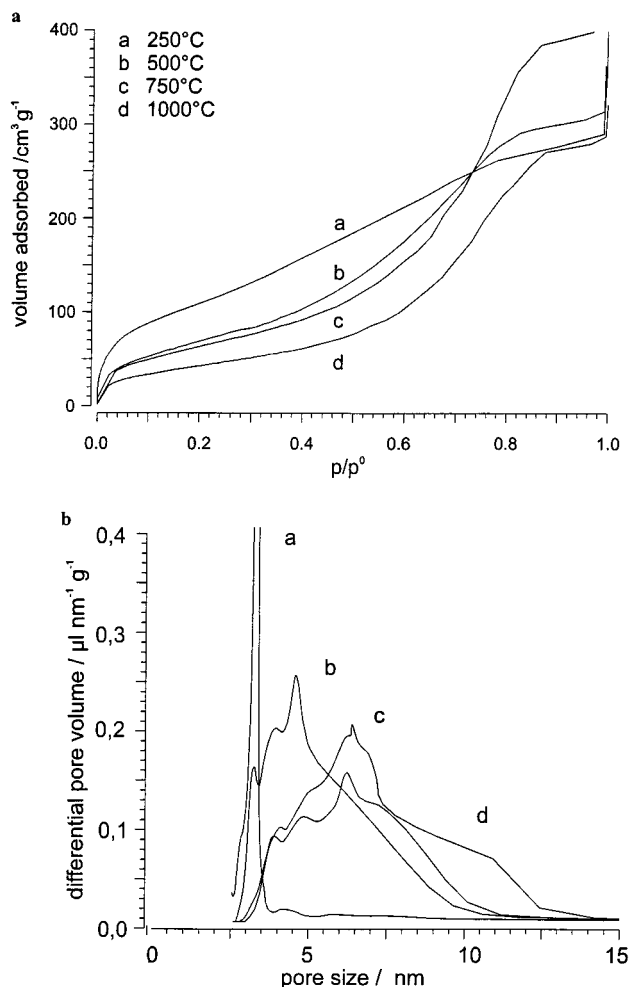 a
400
a 250°C
b 500°C
c 750°C
d 1000°C
300
200
100
0
volume adsorbed /cm³ g⁻¹
a
b
c
d
0.0 0.2 0.4 0.6 0.8 1.0
p/p⁰
b
0,4
0,3
0,2
0,1
0,0
differential pore volume / µl nm⁻¹ g⁻¹
a
b
c
d
0 5 10 15
pore size / nm